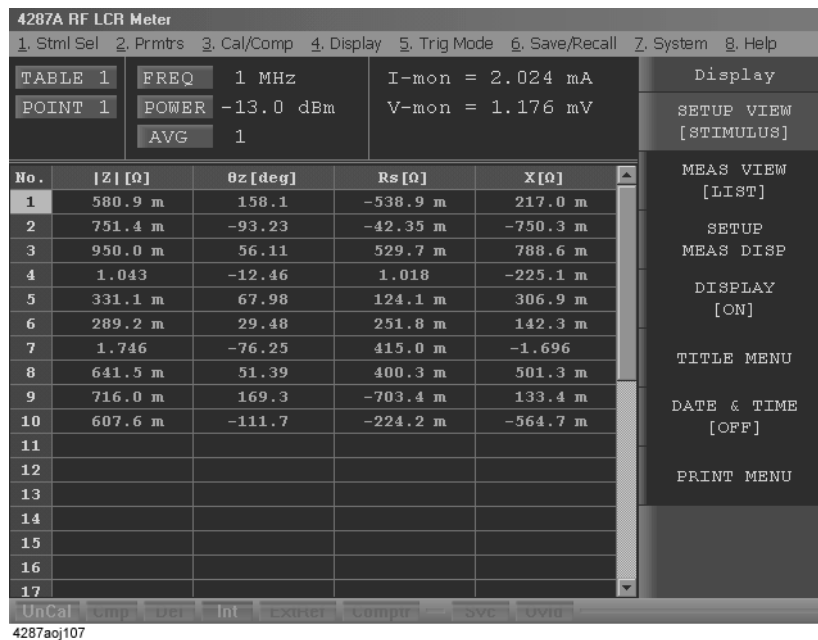 4287A RF LCR Meter
1. Stml Sel 2. Prmtrs 3. Cal/Comp 4. Display 5. Trig Mode 6. Save/Recall 7. System 8. Help
TABLE 1 FREQ 1 MHz I-mon = 2.024 mA
POINT 1 POWER -13.0 dBm V-mon = 1.176 mV
AVG 1
No. |Z|[Ω] θz[deg] Rs[Ω] X[Ω]
1 580.9 m 158.1 -538.9 m 217.0 m
2 751.4 m -93.23 -42.35 m -750.3 m
3 950.0 m 56.11 529.7 m 788.6 m
4 1.043 -12.46 1.018 -225.1 m
5 331.1 m 67.98 124.1 m 306.9 m
6 289.2 m 29.48 251.8 m 142.3 m
7 1.746 -76.25 415.0 m -1.696
8 641.5 m 51.39 400.3 m 501.3 m
9 716.0 m 169.3 -703.4 m 133.4 m
10 607.6 m -111.7 -224.2 m -564.7 m
11
12
13
14
15
16
17
Display
SETUP VIEW
[STIMULUS]
MEAS VIEW
[LIST]
SETUP
MEAS DISP
DISPLAY
[ON]
TITLE MENU
DATE & TIME
[OFF]
PRINT MENU
UnCal Cmp Del Int ExtRef Comptr Svc Ovld
4287aoj107